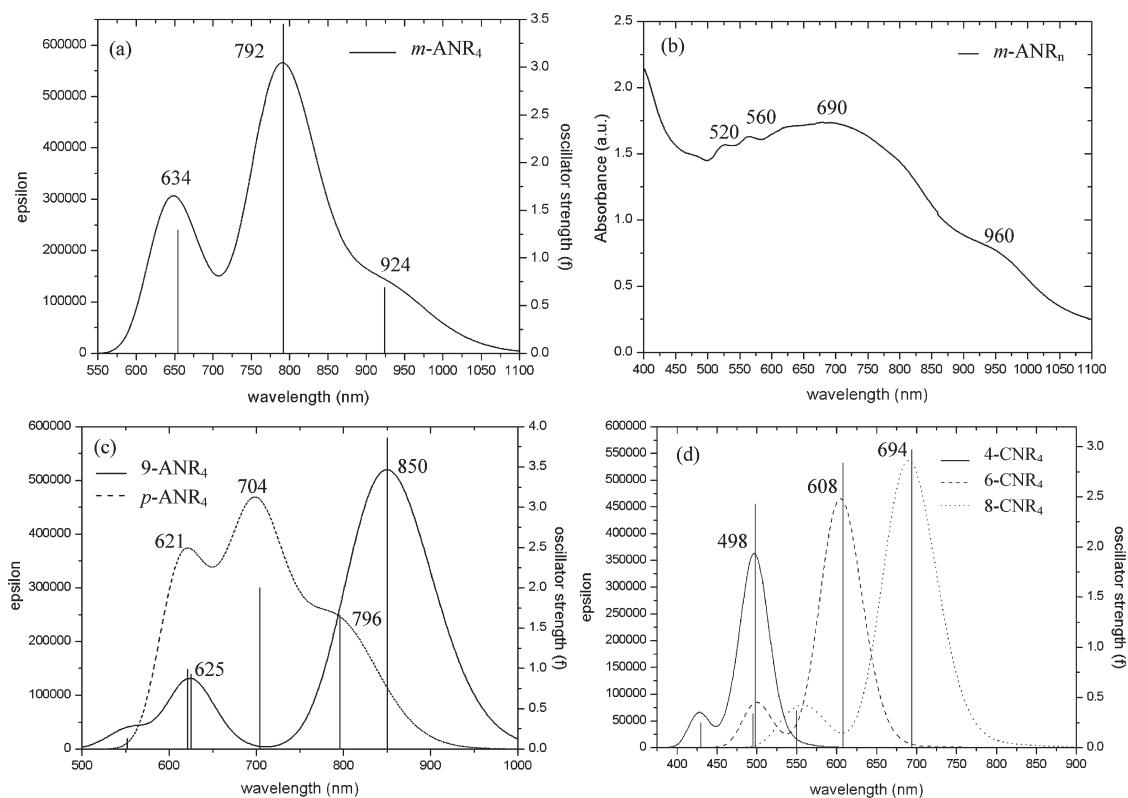 (a)
m-ANR4
792
634
924
600000
500000
400000
300000
200000
100000
0
3.5
3.0
2.5
2.0
1.5
1.0
0.5
0.0
epsilon
oscillator strength (f)
550 600 650 700 750 800 850 900 950 1000 1050 1100
wavelength (nm)
(b)
m-ANRn
520
560
690
960
2.5
2.0
1.5
1.0
0.5
0.0
Absorbance (a.u.)
400 450 500 550 600 650 700 750 800 850 900 950 1000 1050 1100
wavelength (nm)
(c)
9-ANR4
p-ANR4
704
621
850
796
625
600000
500000
400000
300000
200000
100000
0
4.0
3.5
3.0
2.5
2.0
1.5
1.0
0.5
0.0
epsilon
oscillator strength (f)
500 600 700 800 900 1000
wavelength (nm)
(d)
4-CNR4
6-CNR4
8-CNR4
694
608
498
600000
550000
500000
450000
400000
350000
300000
250000
200000
150000
100000
50000
0
3.0
2.5
2.0
1.5
1.0
0.5
0.0
epsilon
oscillator strength (f)
400 450 500 550 600 650 700 750 800 850 900
wavelength (nm)